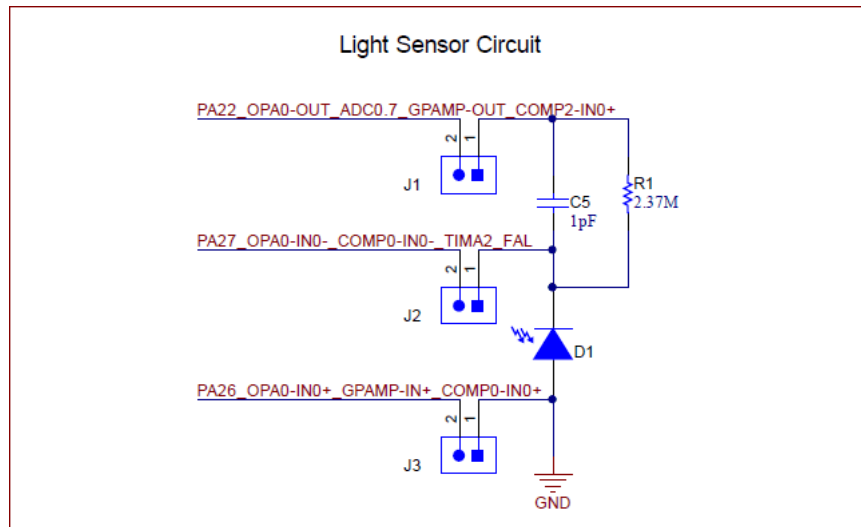 Light Sensor Circuit
PA22_OPA0-OUT_ADC0.7_GPAMP-OUT_COMP2-IN0+
2 1
J1
R1
2.37M
C5
1pF
PA27_OPA0-IN0-_COMP0-IN0-_TIMA2_FAL
2 1
J2
D1
PA26_OPA0-IN0+_GPAMP-IN+_COMP0-IN0+
2 1
J3
GND